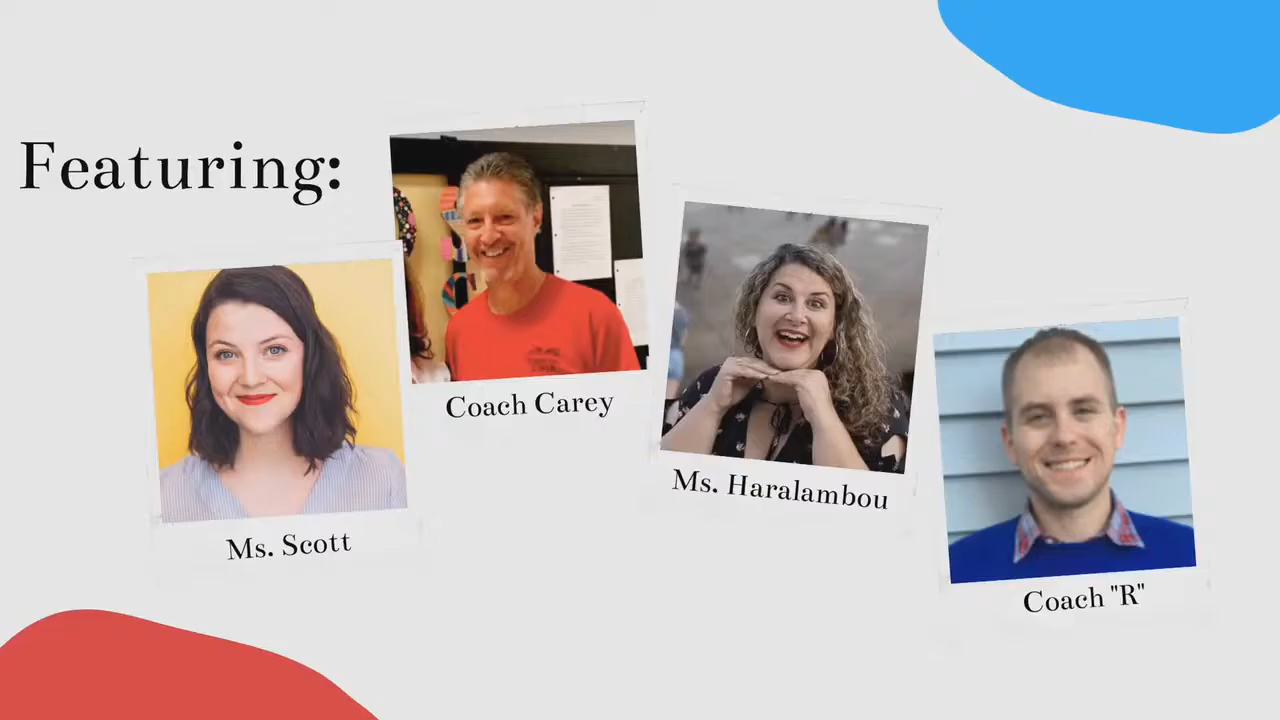 Featuring:
Coach Carey
Ms. Haralambou
Ms. Scott
Coach "R"